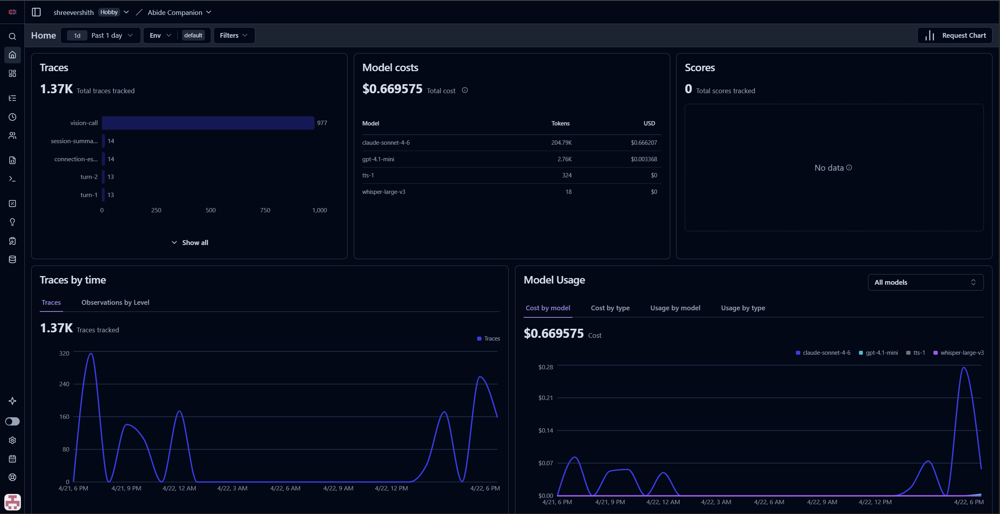 shreevershith Hobby Abide Companion
Home 1d Past 1 day Env default Filters Request Chart
Traces
1.37K Total traces tracked
vision-call 977
session-summa... 14
connection-es... 14
turn-2 13
turn-1 13
0 250 500 750 1,000
Show all
Model costs
$0.669575 Total cost
Model Tokens USD
claude-sonnet-4-6 204.79K $0.666207
gpt-4.1-mini 2.76K $0.003368
tts-1 324 $0
whisper-large-v3 18 $0
Scores
0 Total scores tracked
No data
Traces by time
Traces Observations by Level
1.37K Traces tracked
Traces
320
240
160
80
0
4/21, 6 PM 4/21, 9 PM 4/22, 12 AM 4/22, 3 AM 4/22, 6 AM 4/22, 9 AM 4/22, 12 PM 4/22, 6 PM
Model Usage
All models
Cost by model Cost by type Usage by model Usage by type
$0.669575 Cost
claude-sonnet-4-6 gpt-4.1-mini tts-1 whisper-large-v3
$0.28
$0.21
$0.14
$0.07
$0.00
4/21, 6 PM 4/21, 9 PM 4/22, 12 AM 4/22, 3 AM 4/22, 6 AM 4/22, 9 AM 4/22, 12 PM 4/22, 6 PM